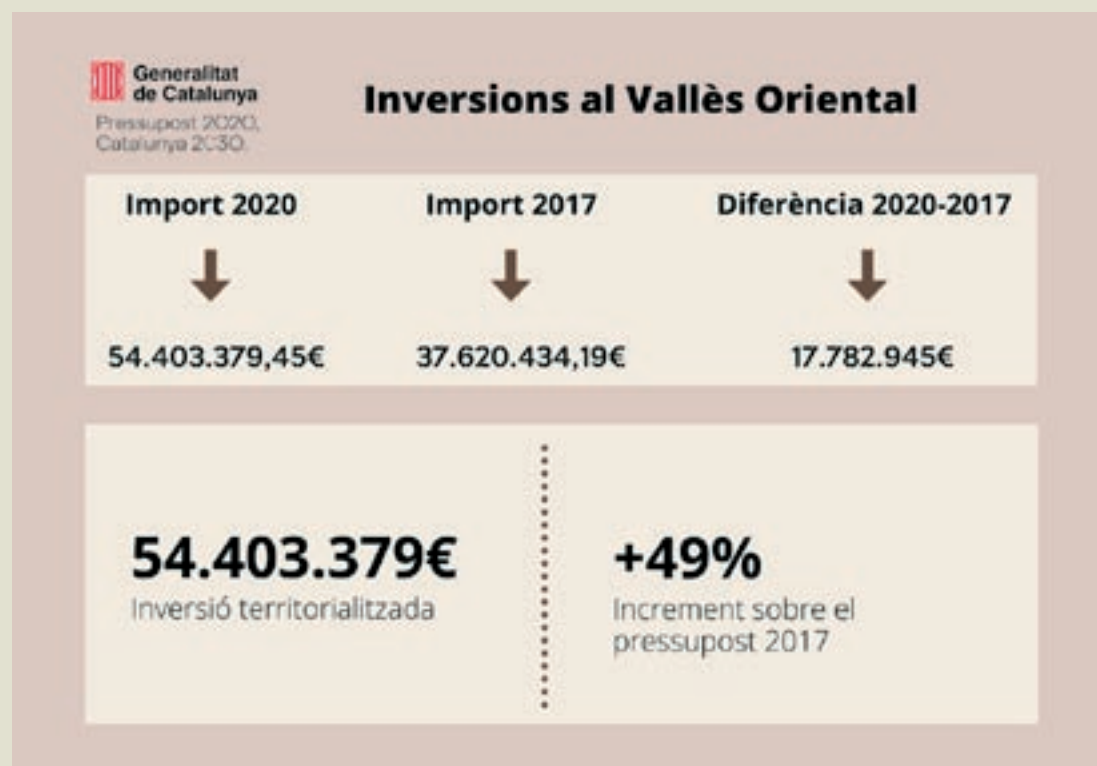 Generalitat
de Catalunya
Pressupost 2020,
Catalunya 2030.
Inversions al Vallès Oriental
Import 2020
Import 2017
Diferència 2020-2017
54.403.379,45€
37.620.434,19€
17.782.945€
54.403.379€
Inversió territorialitzada
+49%
Increment sobre el
pressupost 2017